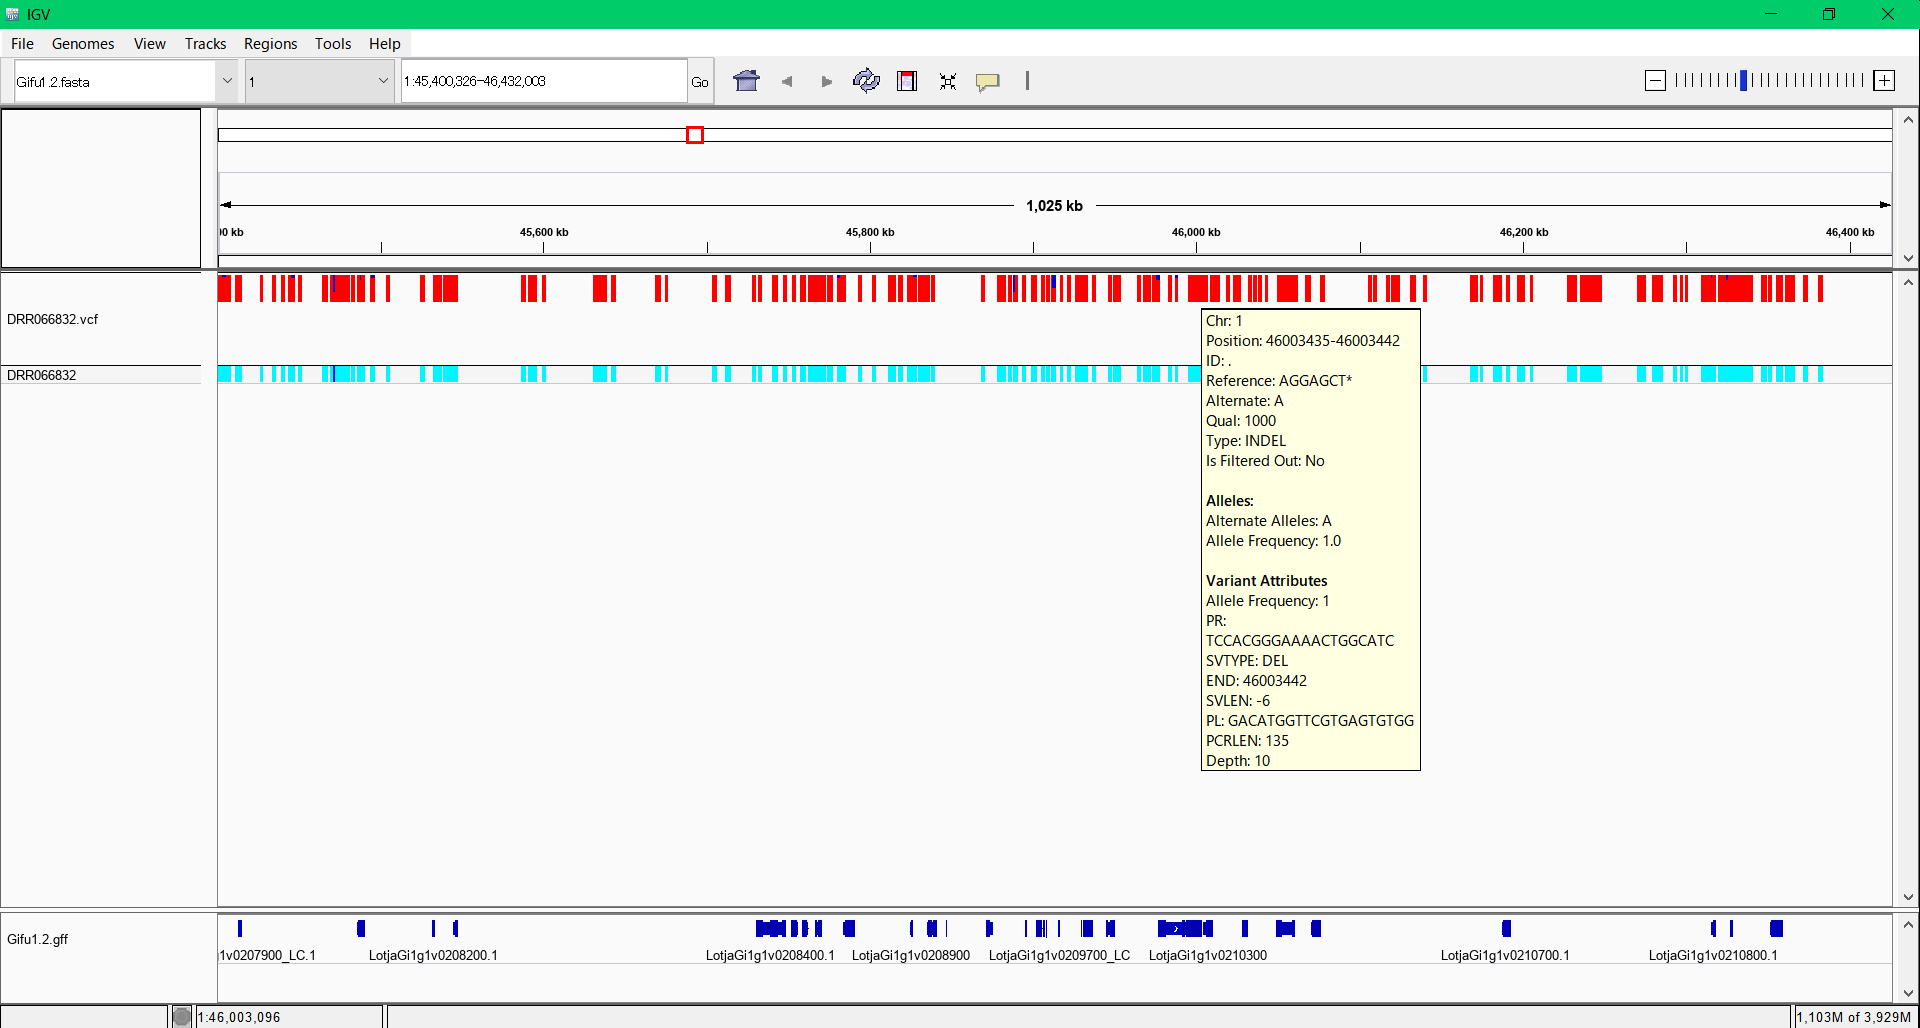 IGV
File Genomes View Tracks Regions Tools Help
Gifu1.2.fasta 1 1:45,400,326-46,432,003 Go
1,025 kb
00 kb 45,600 kb 45,800 kb 46,000 kb 46,200 kb 46,400 kb
DRR066832.vcf
DRR066832
Chr: 1
Position: 46003435-46003442
ID: .
Reference: AGGAGCT*
Alternate: A
Qual: 1000
Type: INDEL
Is Filtered Out: No
Alleles:
Alternate Alleles: A
Allele Frequency: 1.0
Variant Attributes
Allele Frequency: 1
PR:
TCCACGGGAAAACTGGCATC
SVTYPE: DEL
END: 46003442
SVLEN: -6
PL: GACATGGTTCGTGAGTGTGG
PCRLEN: 135
Depth: 10
Gifu1.2.gff
1v0207900_LC.1 LotjaGi1g1v0208200.1 LotjaGi1g1v0208400.1 LotjaGi1g1v0208900 LotjaGi1g1v0209700_LC LotjaGi1g1v0210300 LotjaGi1g1v0210700.1 LotjaGi1g1v0210800.1
1:46,003,096 1,103M of 3,929M